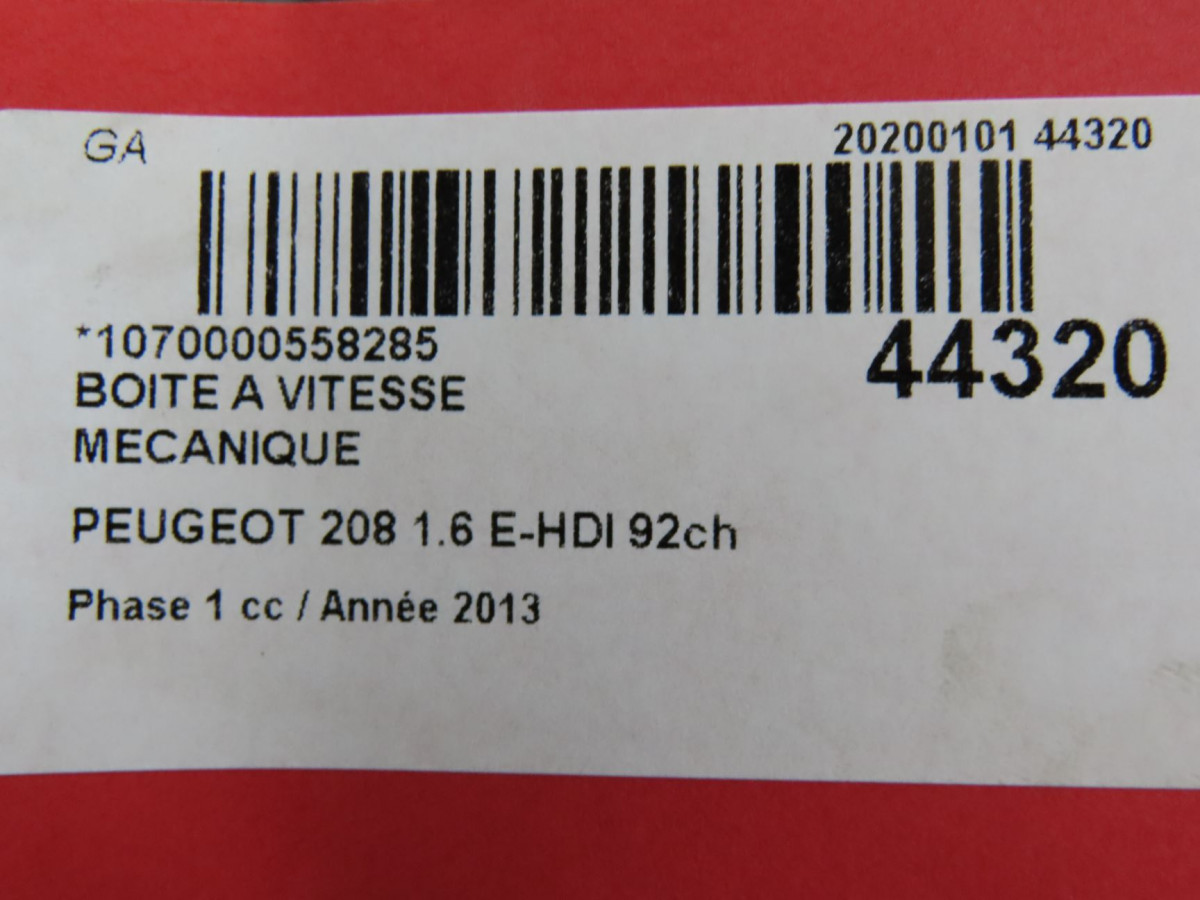 GA
20200101 44320
*1070000558285
44320
BOITE A VITESSE
MECANIQUE
PEUGEOT 208 1.6 E-HDI 92ch
Phase 1 cc / Année 2013